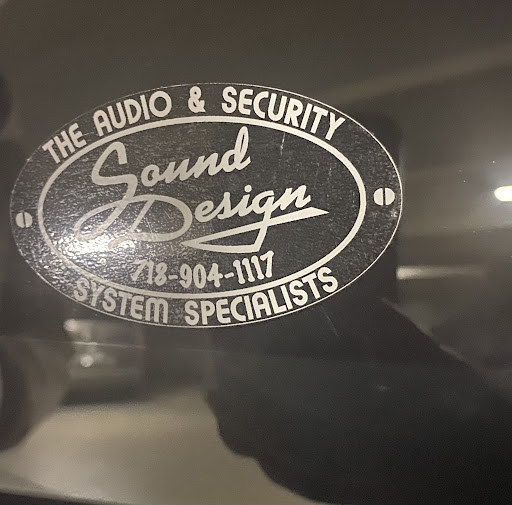 THE AUDIO & SECURITY
Sound
Design
718-904-1117
SYSTEM SPECIALISTS